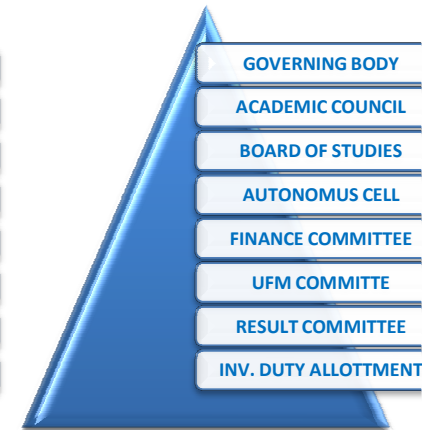 GOVERNING BODY
ACADEMIC COUNCIL
BOARD OF STUDIES
AUTONOMUS CELL
FINANCE COMMITTEE
UFM COMMITTE
RESULT COMMITTEE
INV. DUTY ALLOTTMENT